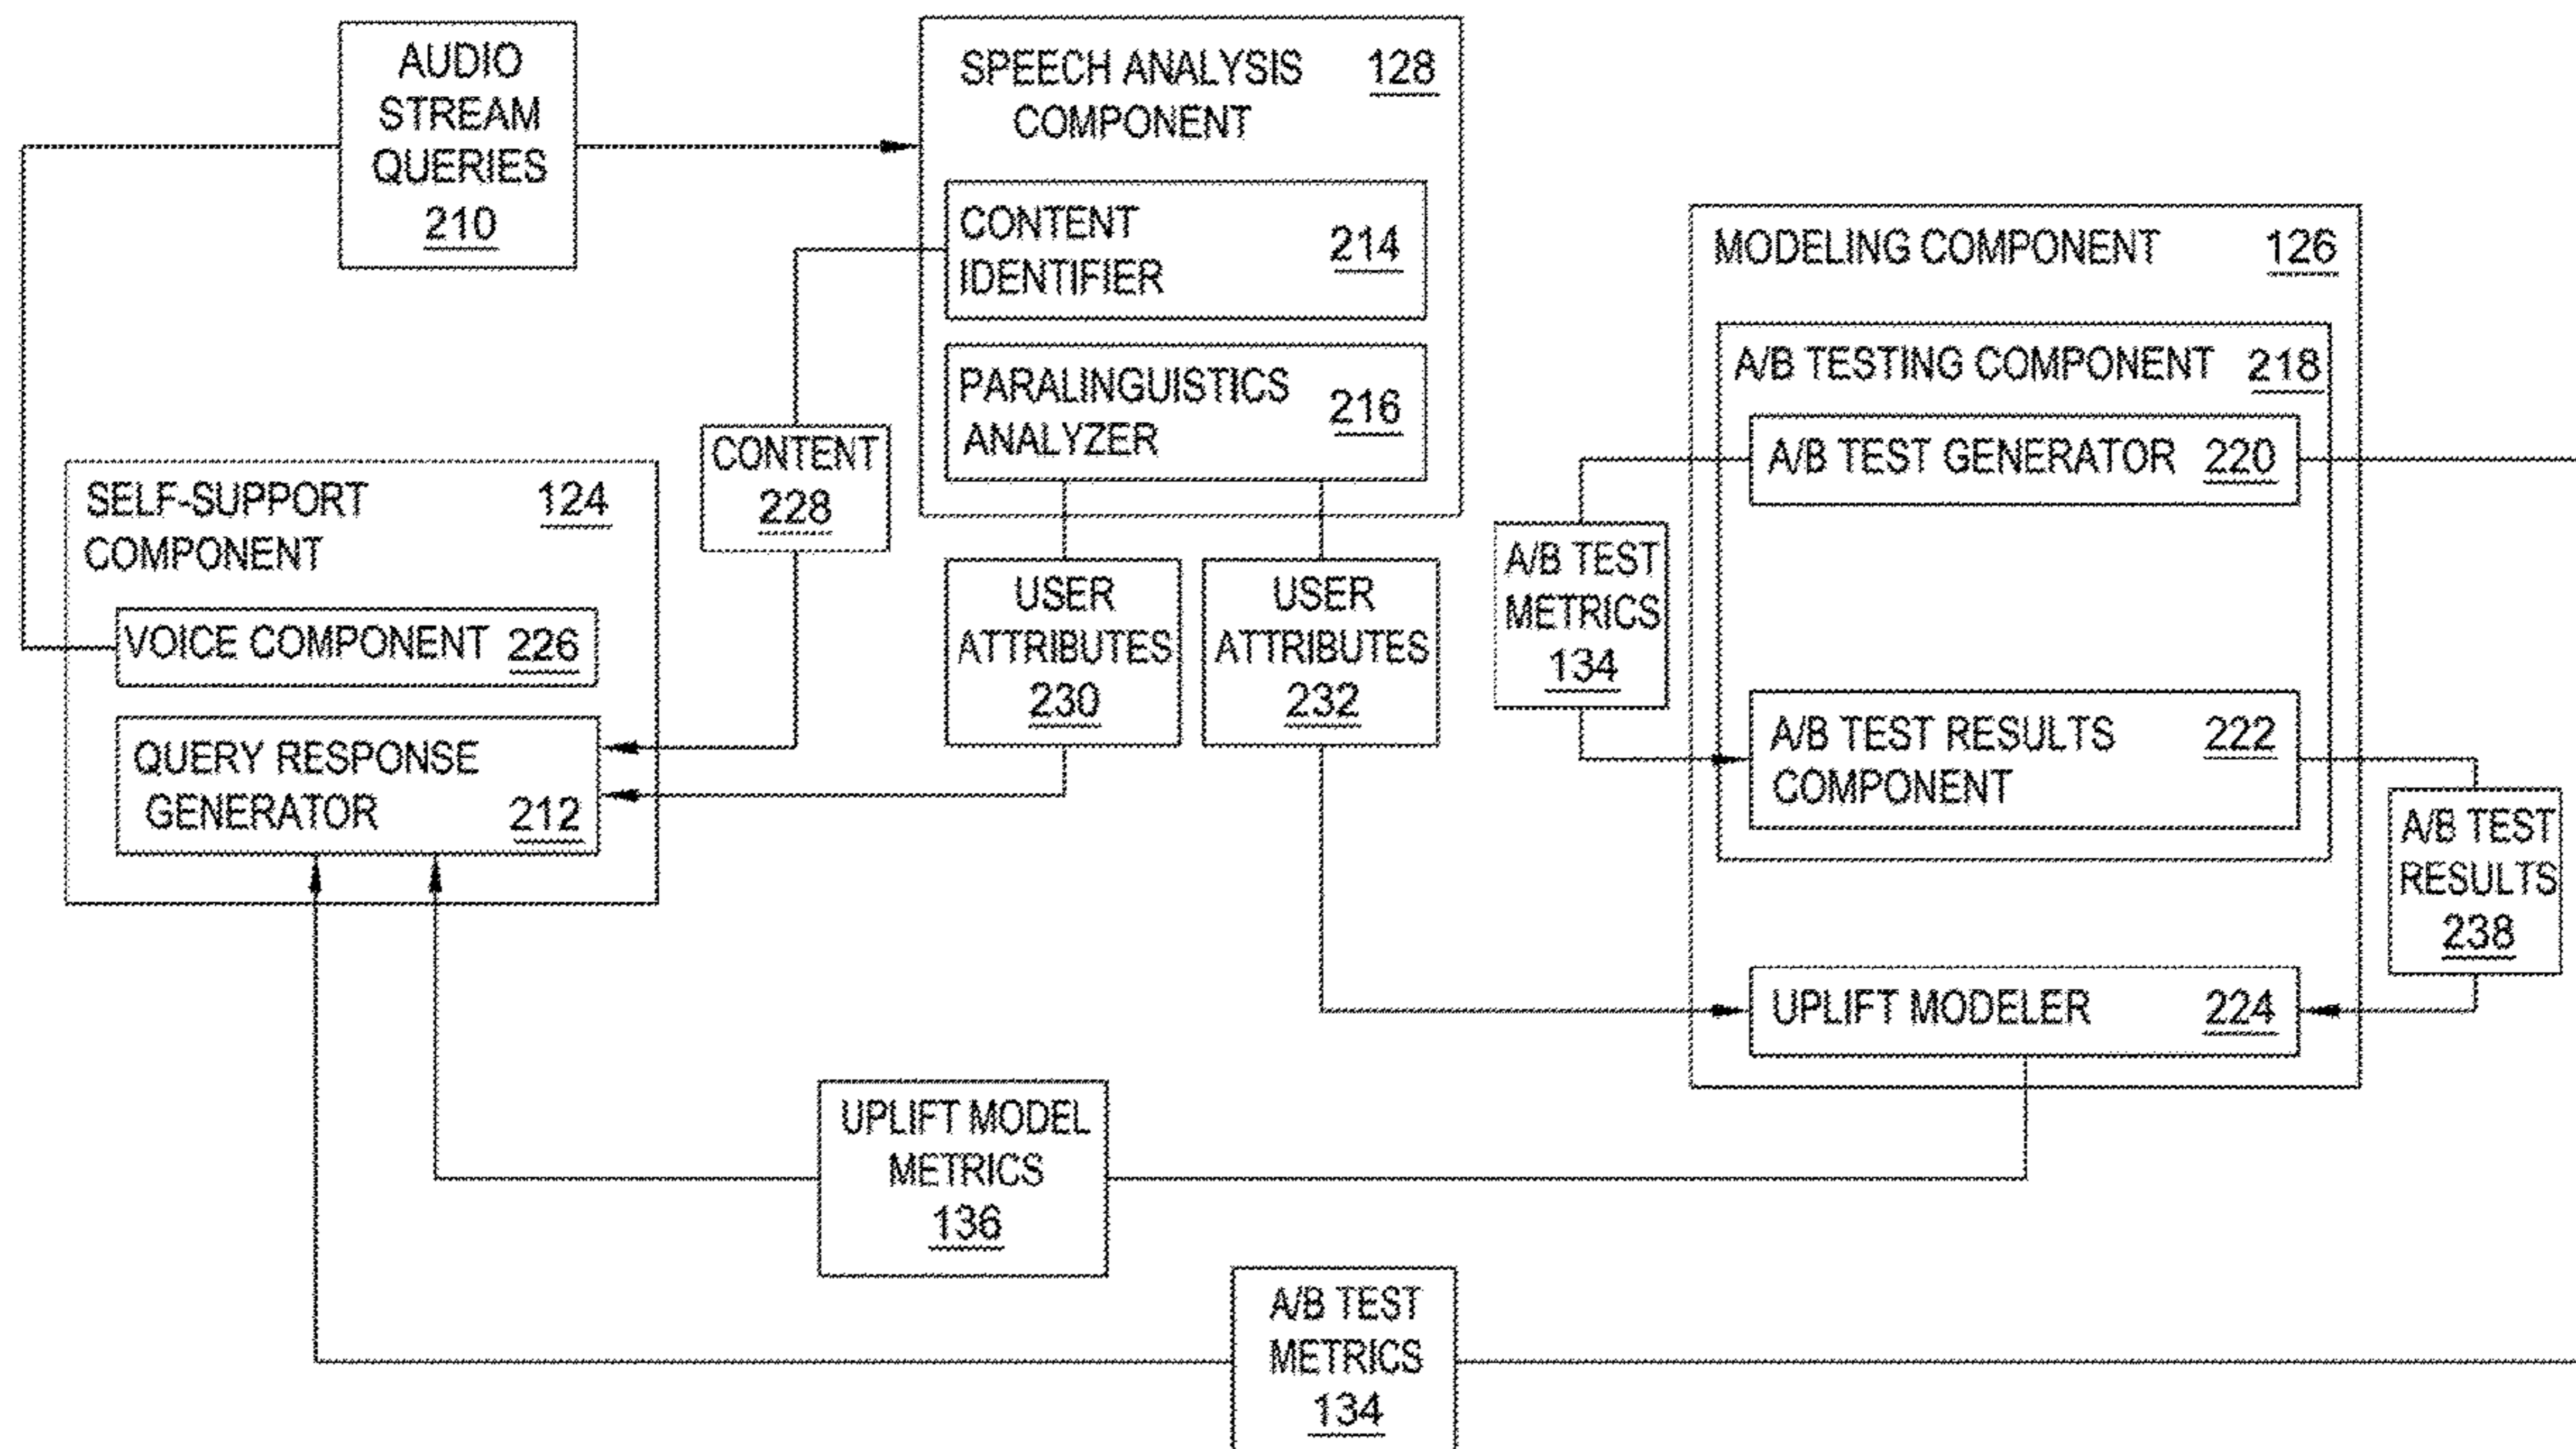 AUDIO
STREAM
QUERIES
210
SPEECH ANALYSIS 128
COMPONENT
CONTENT
IDENTIFIER
214
PARALINGUISTICS
ANALYZER
216
MODELING COMPONENT 126
A/B TESTING COMPONENT 218
A/B TEST GENERATOR 220
A/B TEST RESULTS 222
COMPONENT
UPLIFT MODELER 224
CONTENT
228
SELF-SUPPORT 124
COMPONENT
VOICE COMPONENT 226
QUERY RESPONSE
GENERATOR 212
USER
ATTRIBUTES
230
USER
ATTRIBUTES
232
A/B TEST
METRICS
134
A/B TEST
RESULTS
238
UPLIFT MODEL
METRICS
136
A/B TEST
METRICS
134